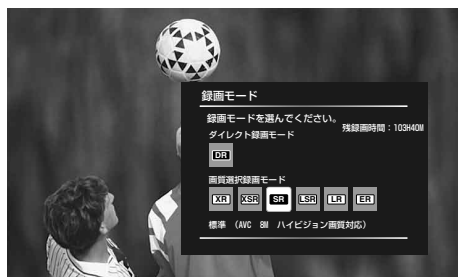 録画モード
録画モードを選んでください。
残録画時間：103H40M
ダイレクト録画モード
DR
画質選択録画モード
XR XSR SR LSR LR ER
標準 （AVC 8M ハイビジョン画質対応）